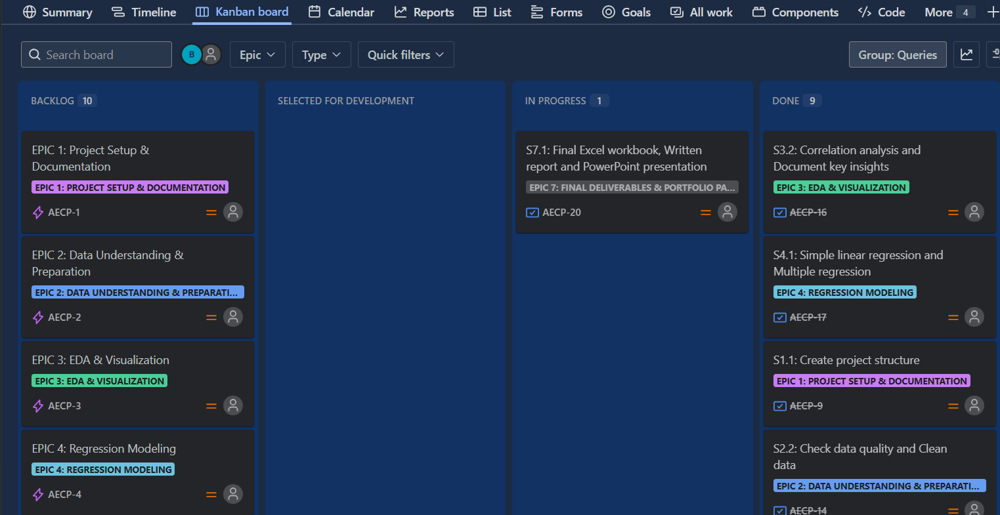 Summary Timeline Kanban board Calendar Reports List Forms Goals All work Components Code More 4
Search board B Epic Type Quick filters Group: Queries
BACKLOG 10
EPIC 1: Project Setup &
Documentation
EPIC 1: PROJECT SETUP & DOCUMENTATION
AECP-1
EPIC 2: Data Understanding &
Preparation
EPIC 2: DATA UNDERSTANDING & PREPARATI...
AECP-2
EPIC 3: EDA & Visualization
EPIC 3: EDA & VISUALIZATION
AECP-3
EPIC 4: Regression Modeling
EPIC 4: REGRESSION MODELING
AECP-4
SELECTED FOR DEVELOPMENT
IN PROGRESS 1
S7.1: Final Excel workbook, Written
report and PowerPoint presentation
EPIC 7: FINAL DELIVERABLES & PORTFOLIO PA...
AECP-20
DONE 9
S3.2: Correlation analysis and
Document key insights
EPIC 3: EDA & VISUALIZATION
AECP-16
S4.1: Simple linear regression and
Multiple regression
EPIC 4: REGRESSION MODELING
AECP-17
S1.1: Create project structure
EPIC 1: PROJECT SETUP & DOCUMENTATION
AECP-9
S2.2: Check data quality and Clean
data
EPIC 2: DATA UNDERSTANDING & PREPARATI...
AECP-14